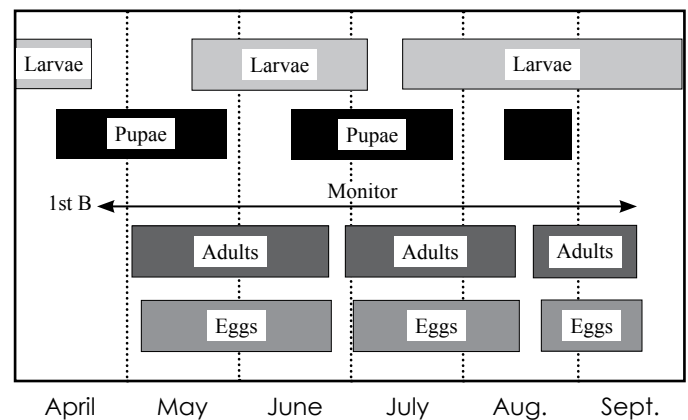 Larvae Larvae Larvae
Pupae Pupae
Monitor
1st B
Adults Adults Adults
Eggs Eggs Eggs
April May June July Aug. Sept.